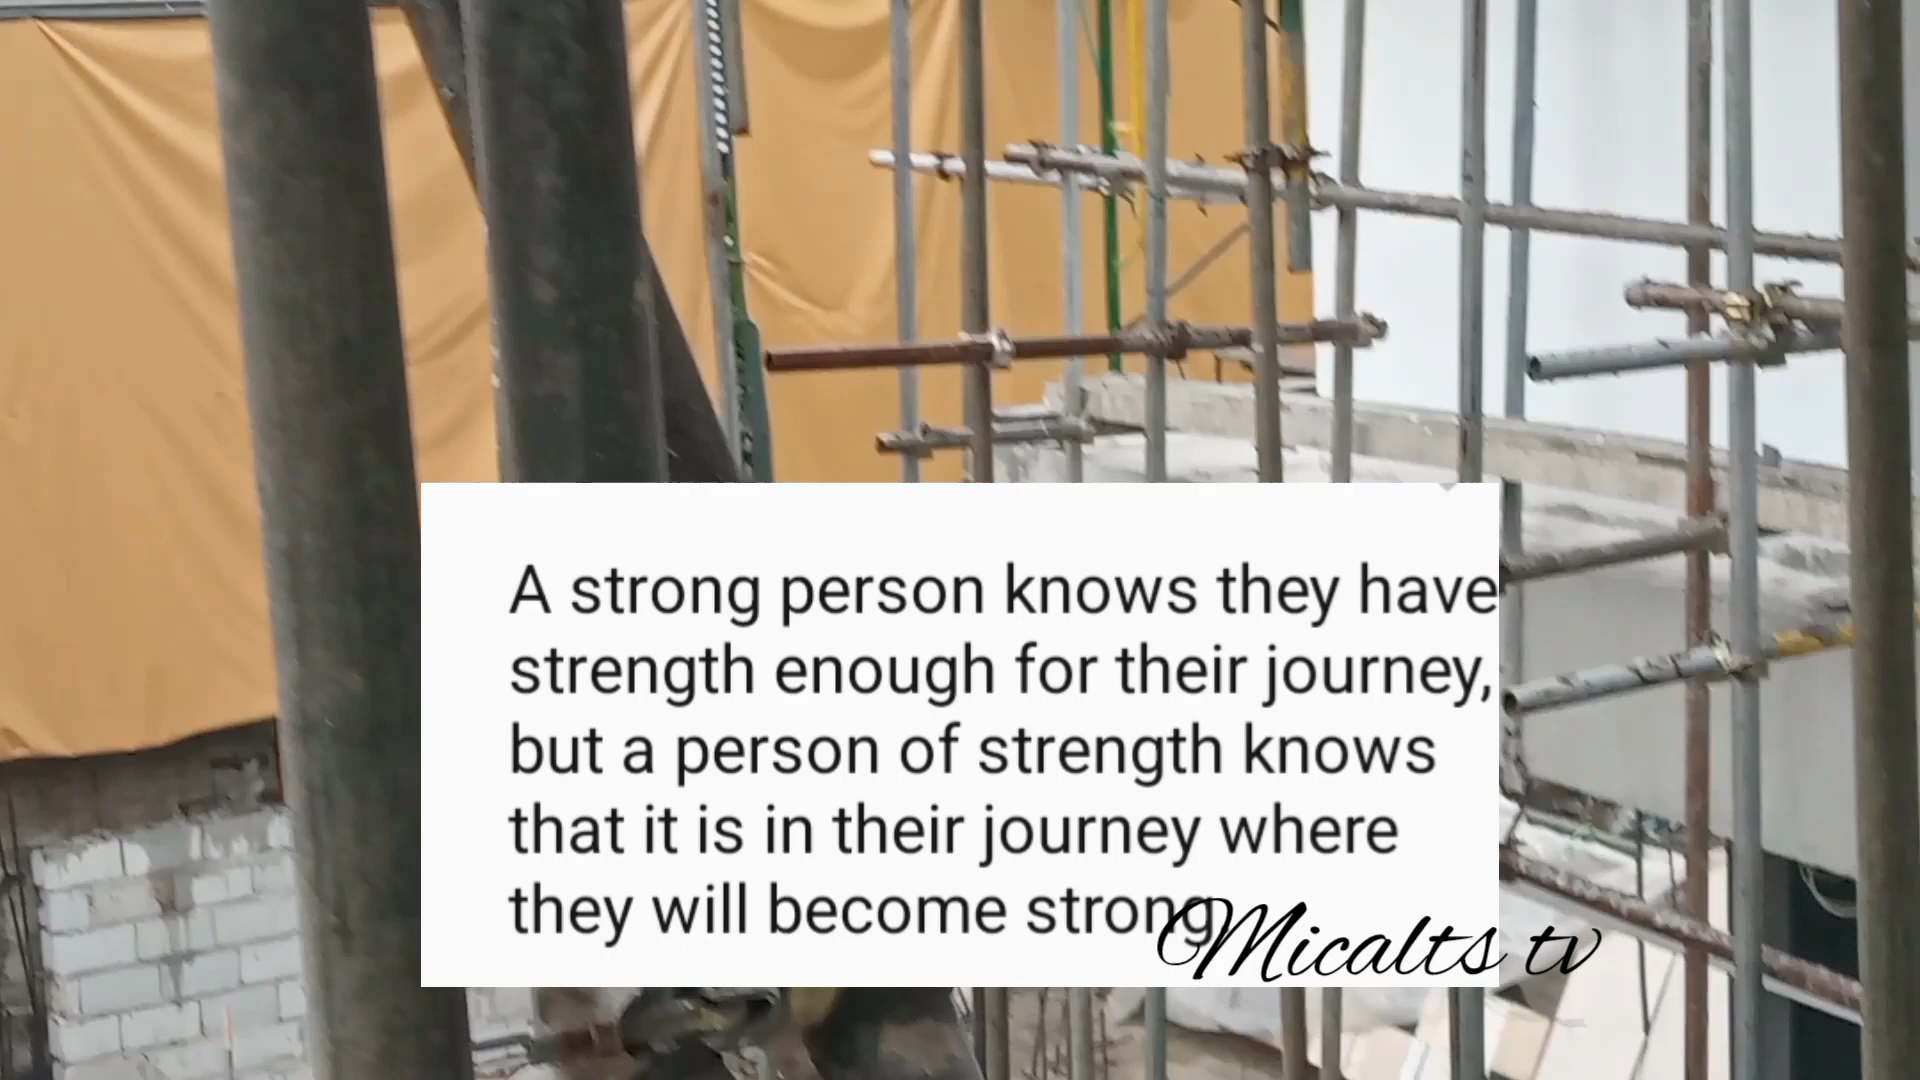 A strong person knows they have
strength enough for their journey,
but a person of strength knows
that it is in their journey where
they will become strong
Micalts tv